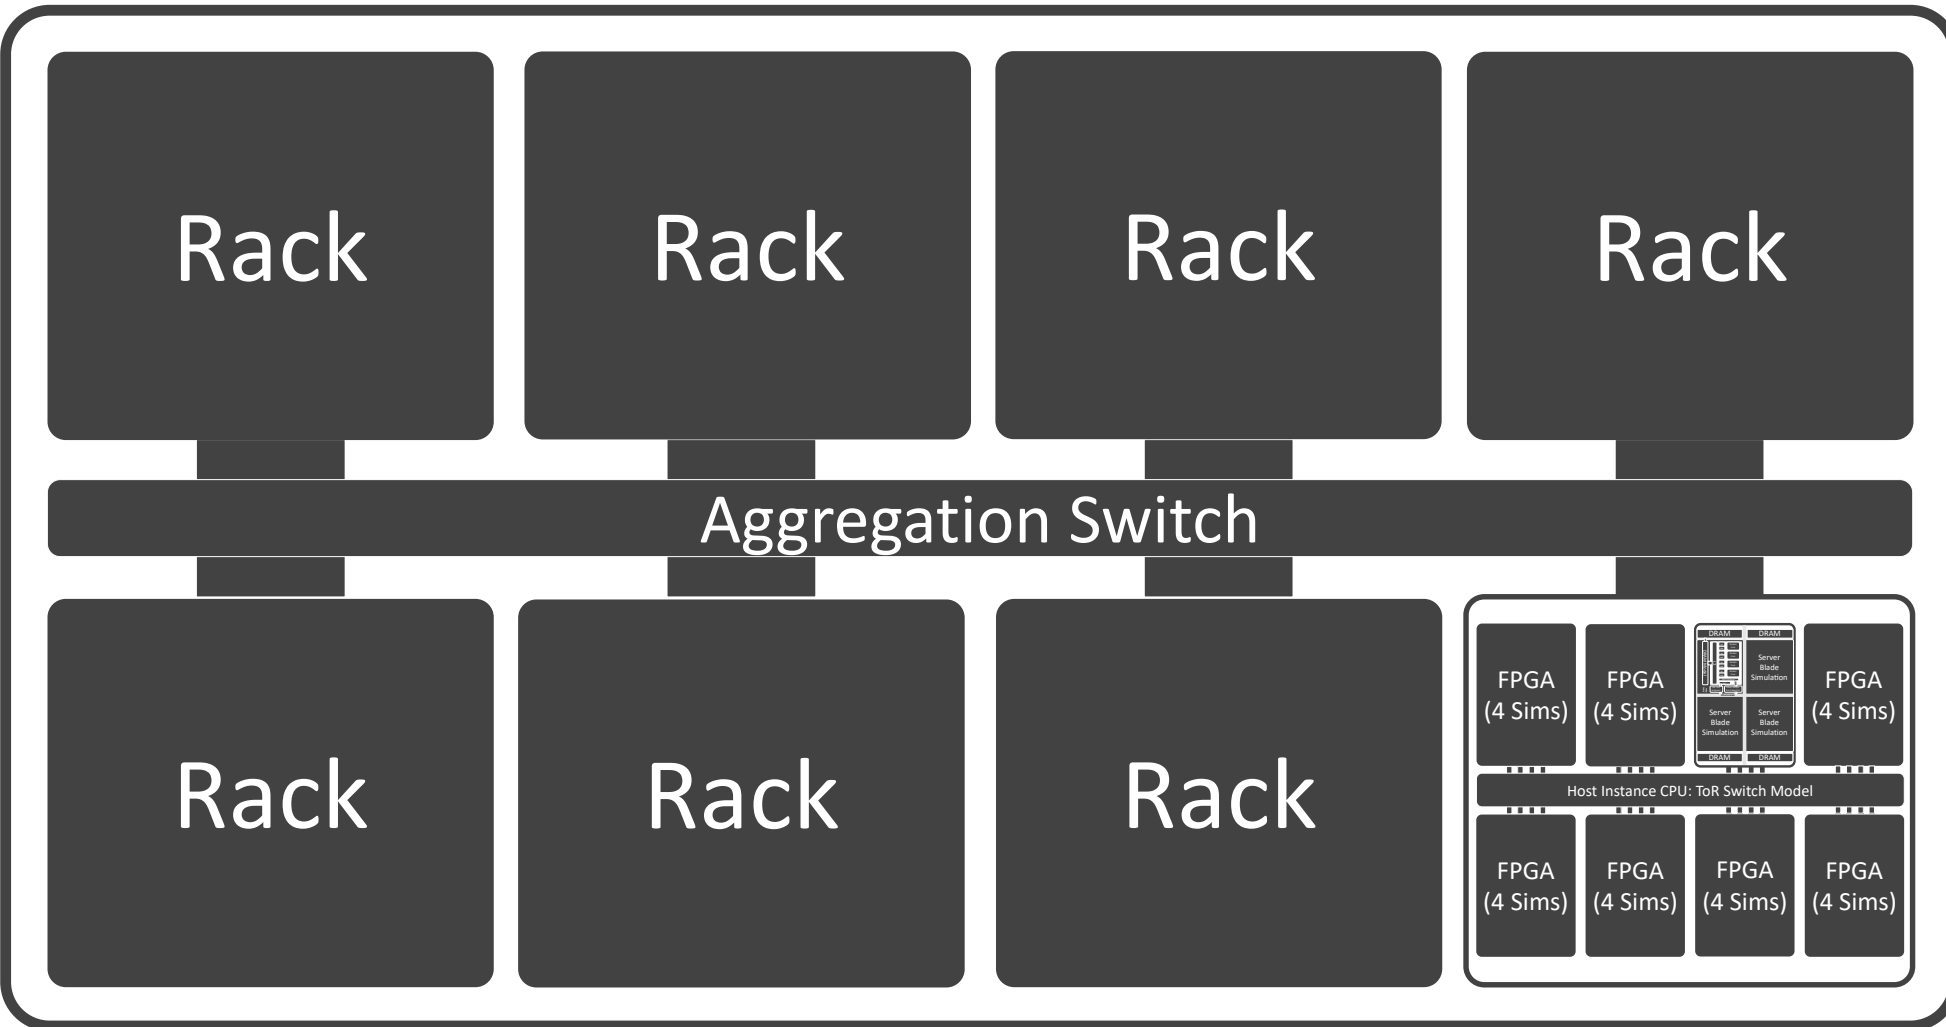 Rack
Rack
Rack
Rack
Aggregation Switch
Rack
Rack
Rack
FPGA
(4 Sims)
FPGA
(4 Sims)
DRAM
DRAM
Server
Blade
Simulation
Server
Blade
Simulation
Server
Blade
Simulation
DRAM
DRAM
FPGA
(4 Sims)
Host Instance CPU: ToR Switch Model
FPGA
(4 Sims)
FPGA
(4 Sims)
FPGA
(4 Sims)
FPGA
(4 Sims)